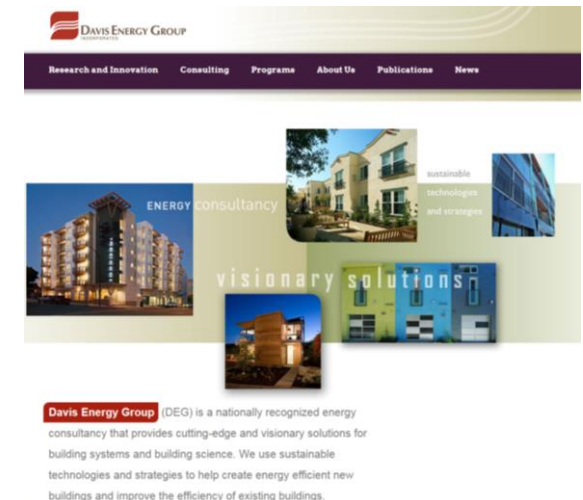 DAVIS ENERGY GROUP
INCORPORATED
Research and Innovation Consulting Programs About Us Publications News
sustainable
technologies
and strategies
ENERGY consultancy
visionary solutions
Davis Energy Group (DEG) is a nationally recognized energy
consultancy that provides cutting-edge and visionary solutions for
building systems and building science. We use sustainable
technologies and strategies to help create energy efficient new
buildings and improve the efficiency of existing buildings.